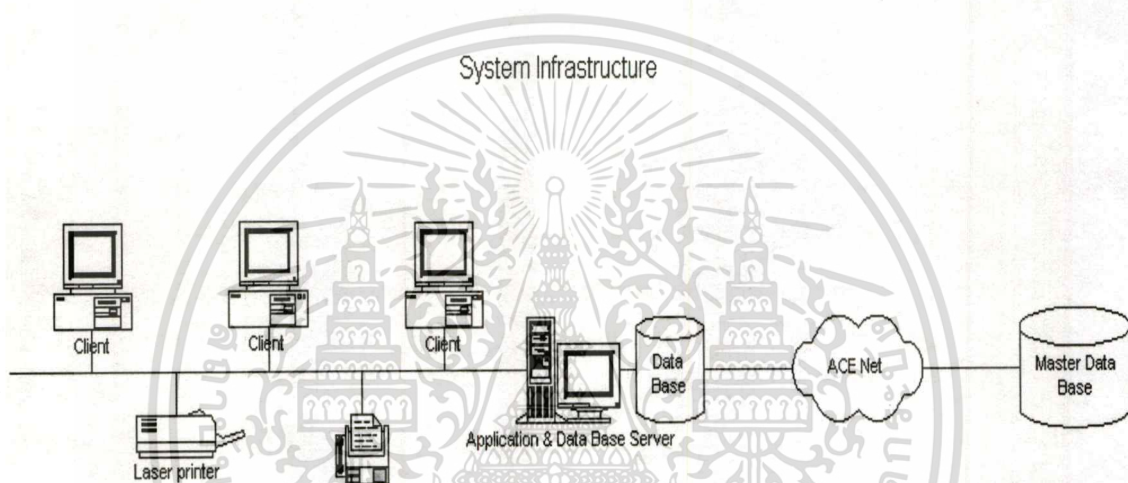 System Infrastructure
Client
Client
Client
Data
Base
ACE Net
Master Data
Base
Application & Data Base Server
Laser printer